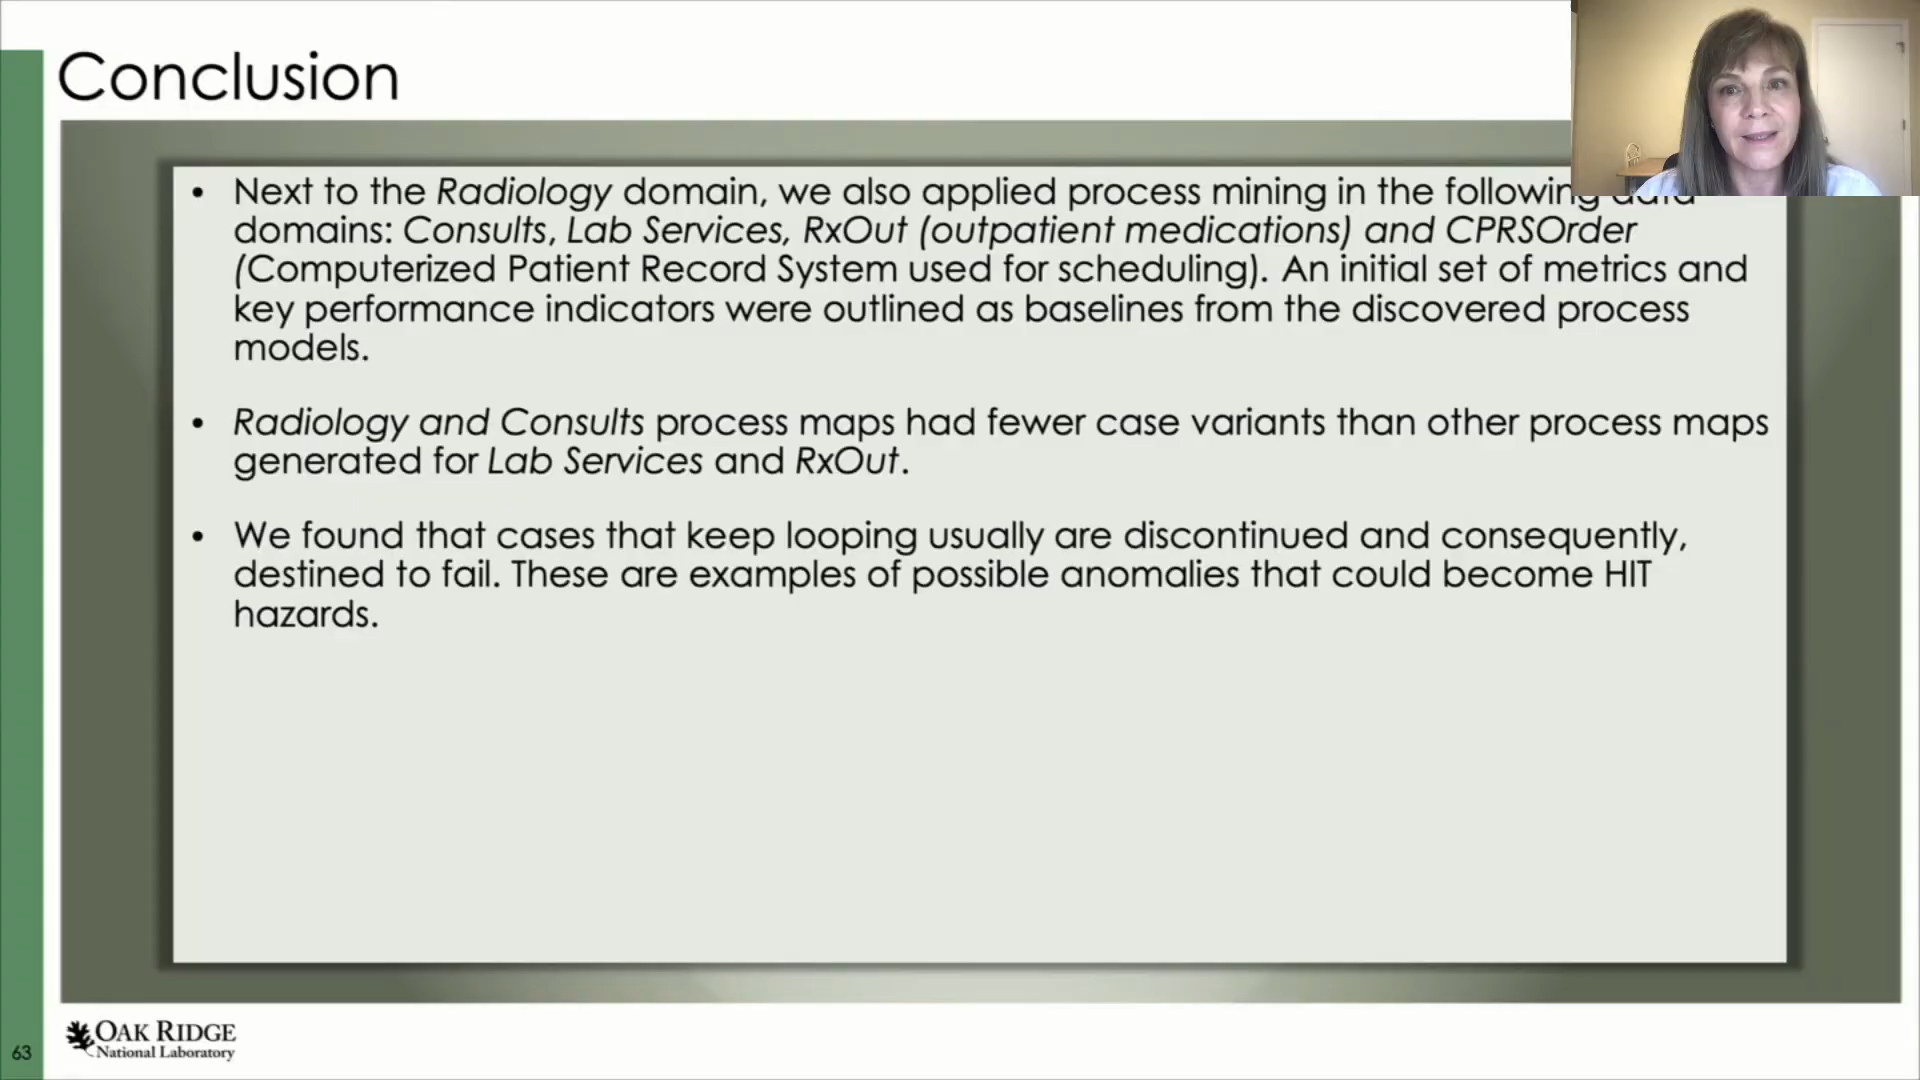 Conclusion
• Next to the Radiology domain, we also applied process mining in the following
domains: Consults, Lab Services, RxOut (outpatient medications) and CPRSOrder
(Computerized Patient Record System used for scheduling). An initial set of metrics and
key performance indicators were outlined as baselines from the discovered process
models.
• Radiology and Consults process maps had fewer case variants than other process maps
generated for Lab Services and RxOut.
• We found that cases that keep looping usually are discontinued and consequently,
destined to fail. These are examples of possible anomalies that could become HIT
hazards.
OAK RIDGE
National Laboratory
63